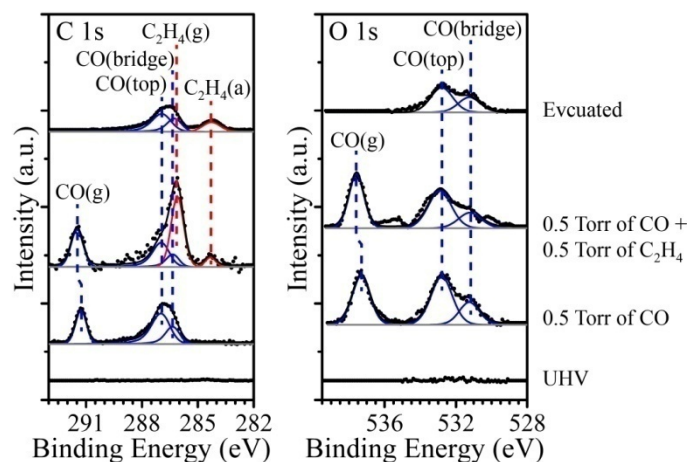 C 1s
C₂H₄(g)
CO(bridge)
CO(top)
C₂H₄(a)
CO(g)
Intensity (a.u.)
291 288 285 282
Binding Energy (eV)
O 1s
CO(bridge)
CO(top)
CO(g)
Intensity (a.u.)
536 532 528
Binding Energy (eV)
Evcuated
0.5 Torr of CO +
0.5 Torr of C₂H₄
0.5 Torr of CO
UHV